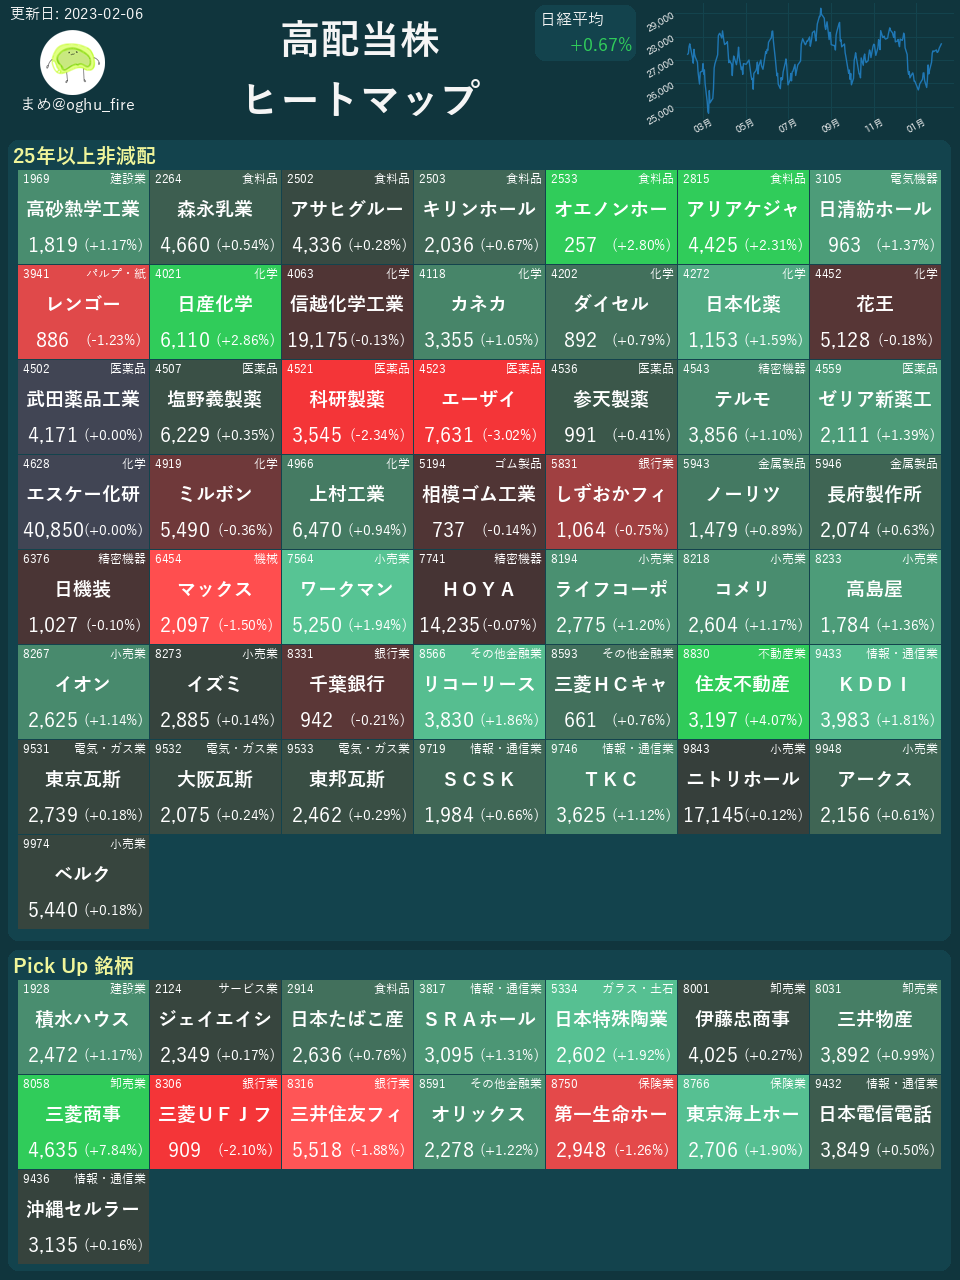 更新日: 2023-02-06
まめ@oghu_fire
高配当株
ヒートマップ
日経平均
+0.67%
29,000
28,000
27,000
26,000
25,000
03月 05月 07月 09月 11月 01月
25年以上非減配
1969 建設業 2264 食料品 2502 食料品 2503 食料品 2533 食料品 2815 食料品 3105 電気機器
高砂熱学工業 森永乳業 アサヒグルー キリンホール オエノンホー アリアケジャ 日清紡ホール
1,819 (+1.17%) 4,660 (+0.54%) 4,336 (+0.28%) 2,036 (+0.67%) 257 (+2.80%) 4,425 (+2.31%) 963 (+1.37%)
3941 パルプ・紙 4021 化学 4063 化学 4118 化学 4202 化学 4272 化学 4452 化学
レンゴー 日産化学 信越化学工業 カネカ ダイセル 日本化薬 花王
886 (-1.23%) 6,110 (+2.86%) 19,175(-0.13%) 3,355 (+1.05%) 892 (+0.79%) 1,153 (+1.59%) 5,128 (-0.18%)
4502 医薬品 4507 医薬品 4521 医薬品 4523 医薬品 4536 医薬品 4543 精密機器 4559 医薬品
武田薬品工業 塩野義製薬 科研製薬 エーザイ 参天製薬 テルモ ゼリア新薬工
4,171 (+0.00%) 6,229 (+0.35%) 3,545 (-2.34%) 7,631 (-3.02%) 991 (+0.41%) 3,856 (+1.10%) 2,111 (+1.39%)
4628 化学 4919 化学 4966 化学 5194 ゴム製品 5831 銀行業 5943 金属製品 5946 金属製品
エスケー化研 ミルボン 上村工業 相模ゴム工業 しずおかフィ ノーリツ 長府製作所
40,850(+0.00%) 5,490 (-0.36%) 6,470 (+0.94%) 737 (-0.14%) 1,064 (-0.75%) 1,479 (+0.89%) 2,074 (+0.63%)
6376 精密機器 6454 機械 7564 小売業 7741 精密機器 8194 小売業 8218 小売業 8233 小売業
日機装 マックス ワークマン ＨＯＹＡ ライフコーポ コメリ 高島屋
1,027 (-0.10%) 2,097 (-1.50%) 5,250 (+1.94%) 14,235(-0.07%) 2,775 (+1.20%) 2,604 (+1.17%) 1,784 (+1.36%)
8267 小売業 8273 小売業 8331 銀行業 8566 その他金融業 8593 その他金融業 8830 不動産業 9433 情報・通信業
イオン イズミ 千葉銀行 リコーリース 三菱ＨＣキャ 住友不動産 ＫＤＤＩ
2,625 (+1.14%) 2,885 (+0.14%) 942 (-0.21%) 3,830 (+1.86%) 661 (+0.76%) 3,197 (+4.07%) 3,983 (+1.81%)
9531 電気・ガス業 9532 電気・ガス業 9533 電気・ガス業 9719 情報・通信業 9746 情報・通信業 9843 小売業 9948 小売業
東京瓦斯 大阪瓦斯 東邦瓦斯 ＳＣＳＫ ＴＫＣ ニトリホール アークス
2,739 (+0.18%) 2,075 (+0.24%) 2,462 (+0.29%) 1,984 (+0.66%) 3,625 (+1.12%) 17,145(+0.12%) 2,156 (+0.61%)
9974 小売業
ベルク
5,440 (+0.18%)
Pick Up 銘柄
1928 建設業 2124 サービス業 2914 食料品 3817 情報・通信業 5334 ガラス・土石 8001 卸売業 8031 卸売業
積水ハウス ジェイエイシ 日本たばこ産 ＳＲＡホール 日本特殊陶業 伊藤忠商事 三井物産
2,472 (+1.17%) 2,349 (+0.17%) 2,636 (+0.76%) 3,095 (+1.31%) 2,602 (+1.92%) 4,025 (+0.27%) 3,892 (+0.99%)
8058 卸売業 8306 銀行業 8316 銀行業 8591 その他金融業 8750 保険業 8766 保険業 9432 情報・通信業
三菱商事 三菱ＵＦＪフ 三井住友フィ オリックス 第一生命ホー 東京海上ホー 日本電信電話
4,635 (+7.84%) 909 (-2.10%) 5,518 (-1.88%) 2,278 (+1.22%) 2,948 (-1.26%) 2,706 (+1.90%) 3,849 (+0.50%)
9436 情報・通信業
沖縄セルラー
3,135 (+0.16%)